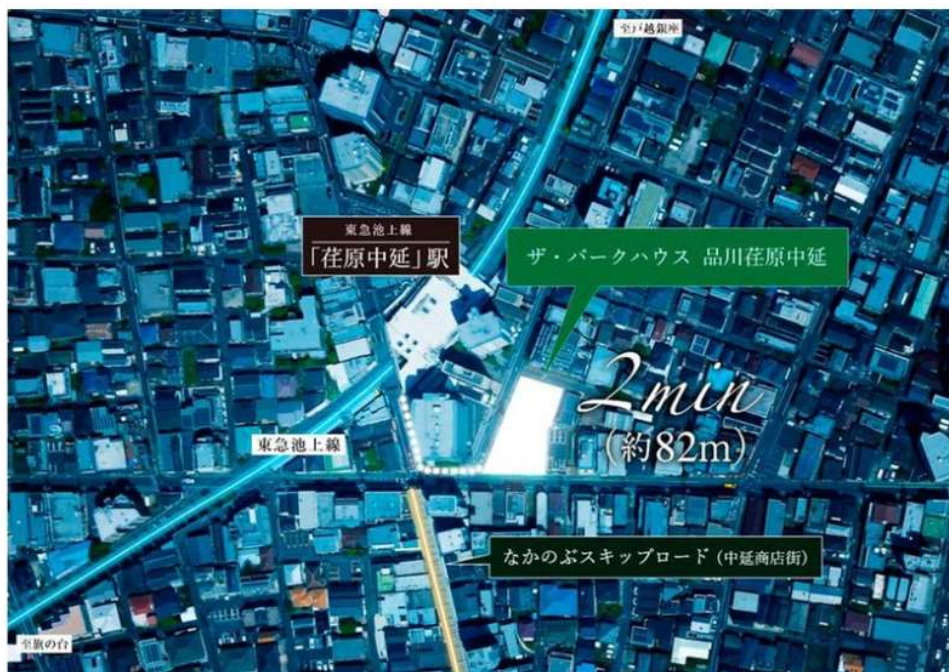 至戸越銀座
東急池上線
「荏原中延」駅
ザ・パークハウス 品川荏原中延
2min
(約82m)
東急池上線
なかのぶスキップロード (中延商店街)
至旗の台